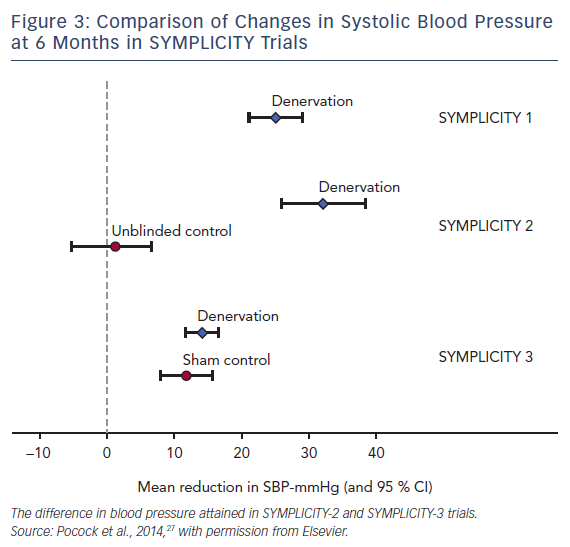 Figure 3: Comparison of Changes in Systolic Blood Pressure
at 6 Months in SYMPLICITY Trials
Denervation
SYMPLICITY 1
Denervation
SYMPLICITY 2
Unblinded control
Denervation
SYMPLICITY 3
Sham control
–10 0 10 20 30 40
Mean reduction in SBP-mmHg (and 95 % CI)
The difference in blood pressure attained in SYMPLICITY-2 and SYMPLICITY-3 trials.
Source: Pocock et al., 2014,27 with permission from Elsevier.